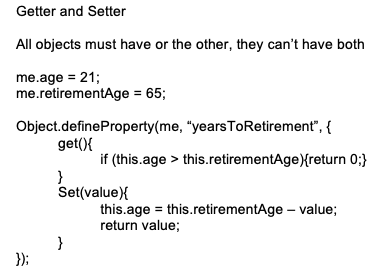 Getter and Setter
All objects must have or the other, they can’t have both
me.age = 21;
me.retirementAge = 65;
Object.defineProperty(me, “yearsToRetirement”, {
get(){
if (this.age > this.retirementAge){return 0;}
}
Set(value){
this.age = this.retirementAge – value;
return value;
}
});